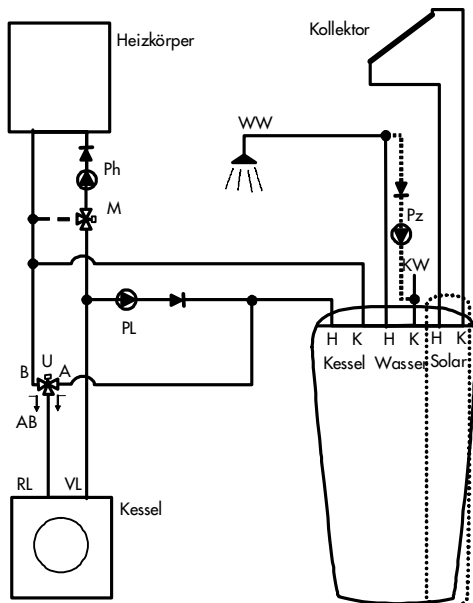 Heizkörper
Kollektor
WW
Ph
M
Pz
KW
PL
H K H K H K
Kessel Wasser Solar
U
B A
AB
RL VL
Kessel